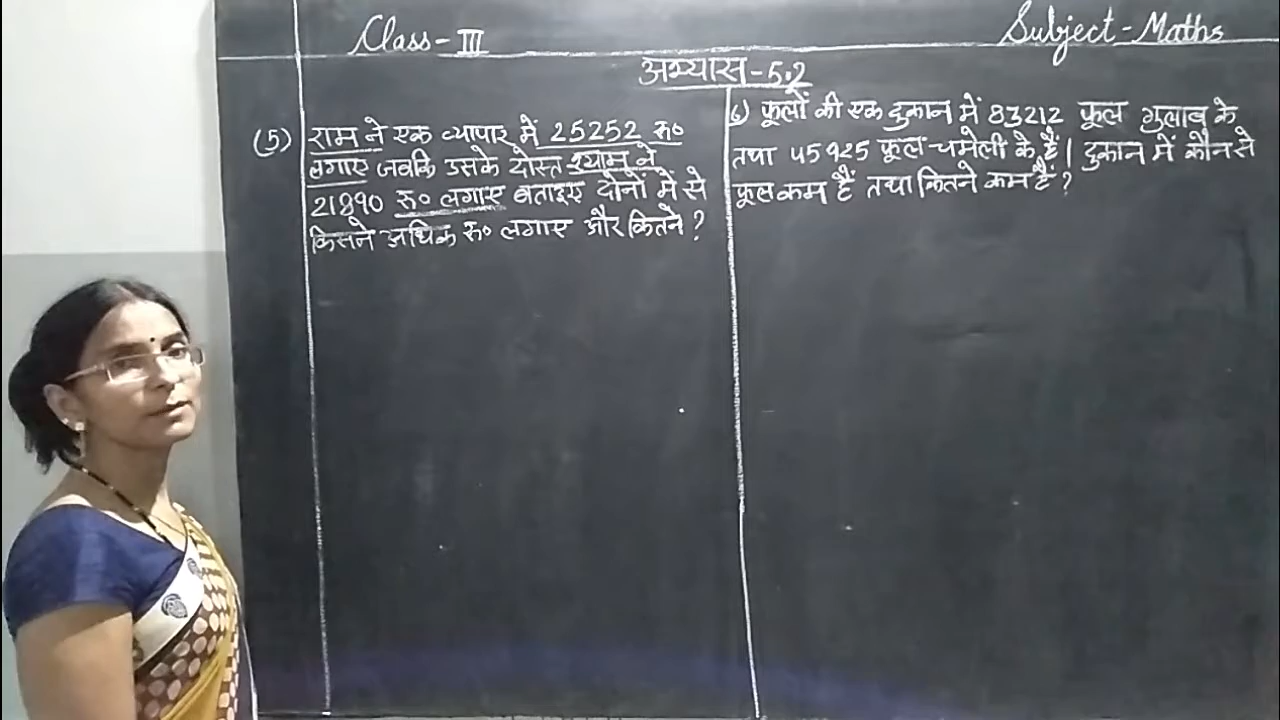 Class - III
Subject - Maths
अभ्यास - 5.2
(5) राम ने एक व्यापार में 25252 रु०
लगाए जबकि उसके दोस्त श्याम ने
21890 रु० लगाए बताइए दोनों में से
किसने अधिक रु० लगाए और कितने ?
6) फूलों की एक दुकान में 83212 फूल गुलाब के
तथा 45925 फूल चमेली के हैं। दुकान में कौन से
फूल कम हैं तथा कितने कम हैं ?